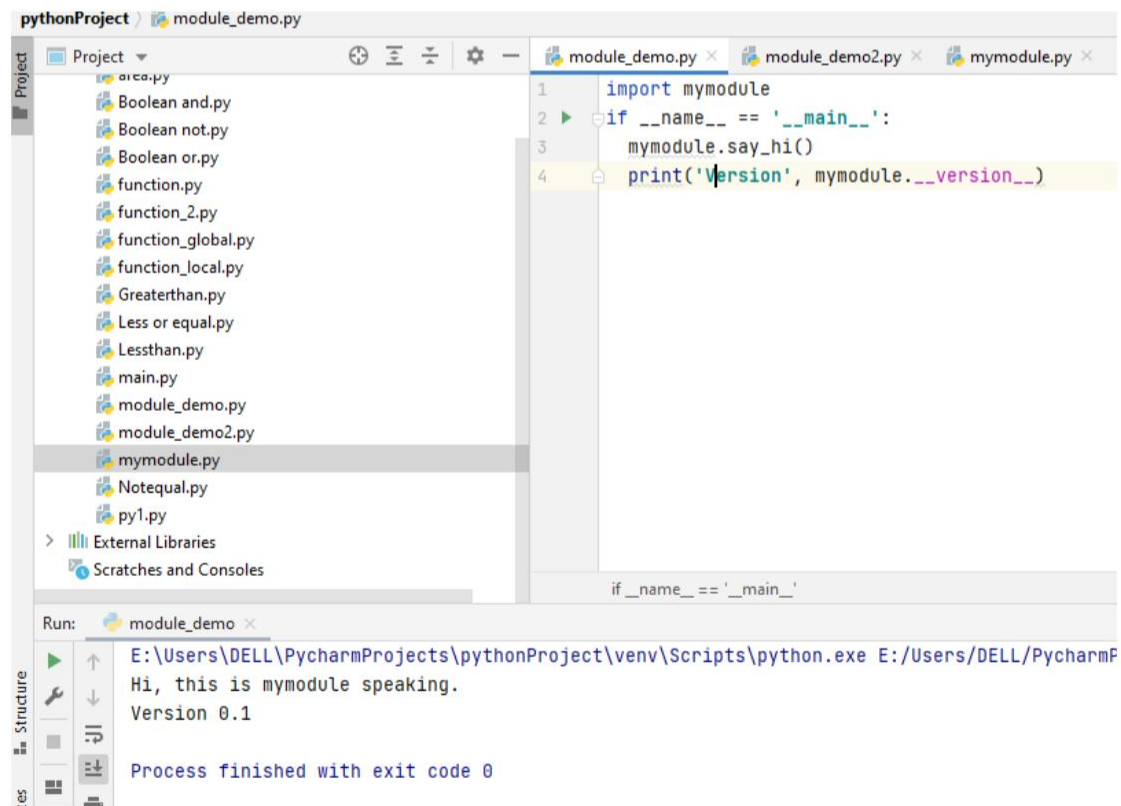 pythonProject 〉 module_demo.py
Project
Project
module_demo.py
module_demo2.py
mymodule.py
area.py
Boolean and.py
Boolean not.py
Boolean or.py
function.py
function_2.py
function_global.py
function_local.py
Greaterthan.py
Less or equal.py
Lessthan.py
main.py
module_demo.py
module_demo2.py
mymodule.py
Notequal.py
py1.py
External Libraries
Scratches and Consoles
1 import mymodule
2 if __name__ == '__main__':
3 mymodule.say_hi()
4 print('Version', mymodule.__version__)
if __name__ == '__main__'
Run: module_demo
Structure
E:\Users\DELL\PycharmProjects\pythonProject\venv\Scripts\python.exe E:/Users/DELL/PycharmP
Hi, this is mymodule speaking.
Version 0.1
Process finished with exit code 0